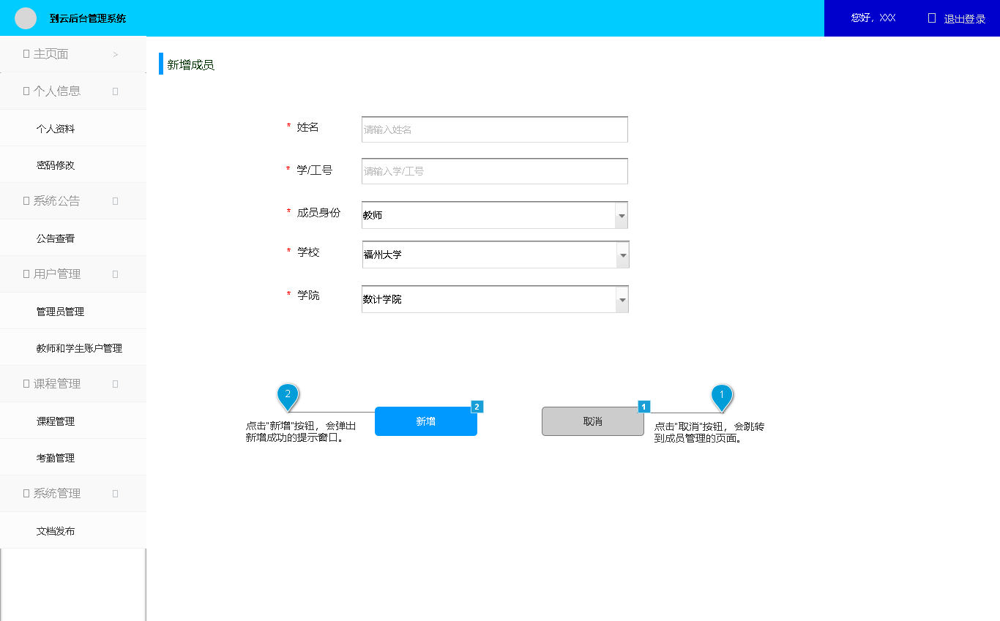 到云后台管理系统
您好，XXX
退出登录
主页面 >
个人信息
个人资料
密码修改
系统公告
公告查看
用户管理
管理员管理
教师和学生账户管理
课程管理
课程管理
考勤管理
系统管理
文档发布
新增成员
* 姓名
请输入姓名
* 学/工号
请输入学/工号
* 成员身份
教师
* 学校
福州大学
* 学院
数计学院
2
点击"新增"按钮，会弹出
新增成功的提示窗口。
新增
2
取消
1
1
点击"取消"按钮，会跳转
到成员管理的页面。